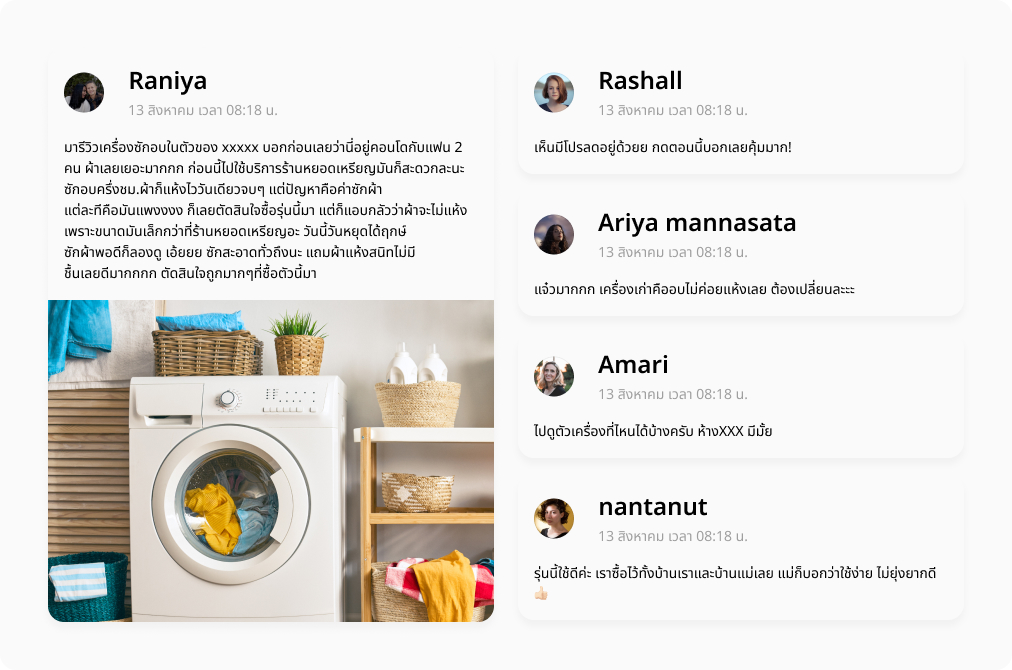 Raniya
13 สิงหาคม เวลา 08:18 น.
มารีวิวเครื่องซักอบในตัวของ xxxxx บอกก่อนเลยว่านี่อยู่คอนโดกับแฟน 2
คน ผ้าเลยเยอะมากกก ก่อนนี้ไปใช้บริการร้านหยอดเหรียญมันก็สะดวกละนะ
ซักอบครึ่งชม.ผ้าก็แห้งไววันเดียวจบๆ แต่ปัญหาคือค่าซักผ้า
แต่ละทีคือมันแพงงงง ก็เลยตัดสินใจซื้อรุ่นนี้มา แต่ก็แอบกลัวว่าผ้าจะไม่แห้ง
เพราะขนาดมันเล็กกว่าที่ร้านหยอดเหรียญอะ วันนี้วันหยุดได้ฤกษ์
ซักผ้าพอดีก็ลองดู เอ้ยยย ซักสะอาดทั่วถึงนะ แถมผ้าแห้งสนิทไม่มี
ชื้นเลยดีมากกกก ตัดสินใจถูกมากๆที่ซื้อตัวนี้มา
Rashall
13 สิงหาคม เวลา 08:18 น.
เห็นมีโปรลดอยู่ด้วยย กดตอนนี้บอกเลยคุ้มมาก!
Ariya mannasata
13 สิงหาคม เวลา 08:18 น.
แจ๋วมากกก เครื่องเก่าคืออบไม่ค่อยแห้งเลย ต้องเปลี่ยนละะะ
Amari
13 สิงหาคม เวลา 08:18 น.
ไปดูตัวเครื่องที่ไหนได้บ้างครับ ห้างXXX มีมั้ย
nantanut
13 สิงหาคม เวลา 08:18 น.
รุ่นนี้ใช้ดีค่ะ เราซื้อไว้ทั้งบ้านเราและบ้านแม่เลย แม่ก็บอกว่าใช้ง่าย ไม่ยุ่งยากดี
👍🏻